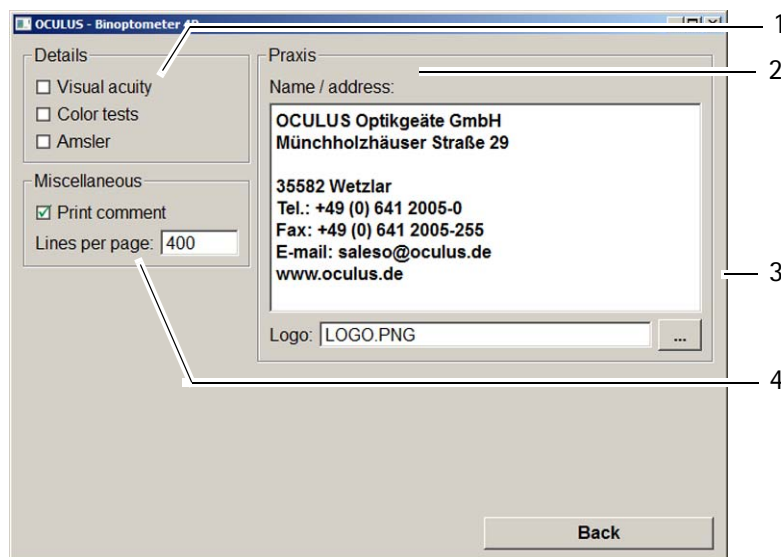 OCULUS - Binoptometer 4P
1
Details
Visual acuity
Color tests
Amsler
Miscellaneous
Print comment
Lines per page: 400
Praxis
2
Name / address:
OCULUS Optikgeäte GmbH
Münchholzhäuser Straße 29
35582 Wetzlar
Tel.: +49 (0) 641 2005-0
Fax: +49 (0) 641 2005-255
E-mail: saleso@oculus.de
www.oculus.de
3
Logo: LOGO.PNG
...
4
Back